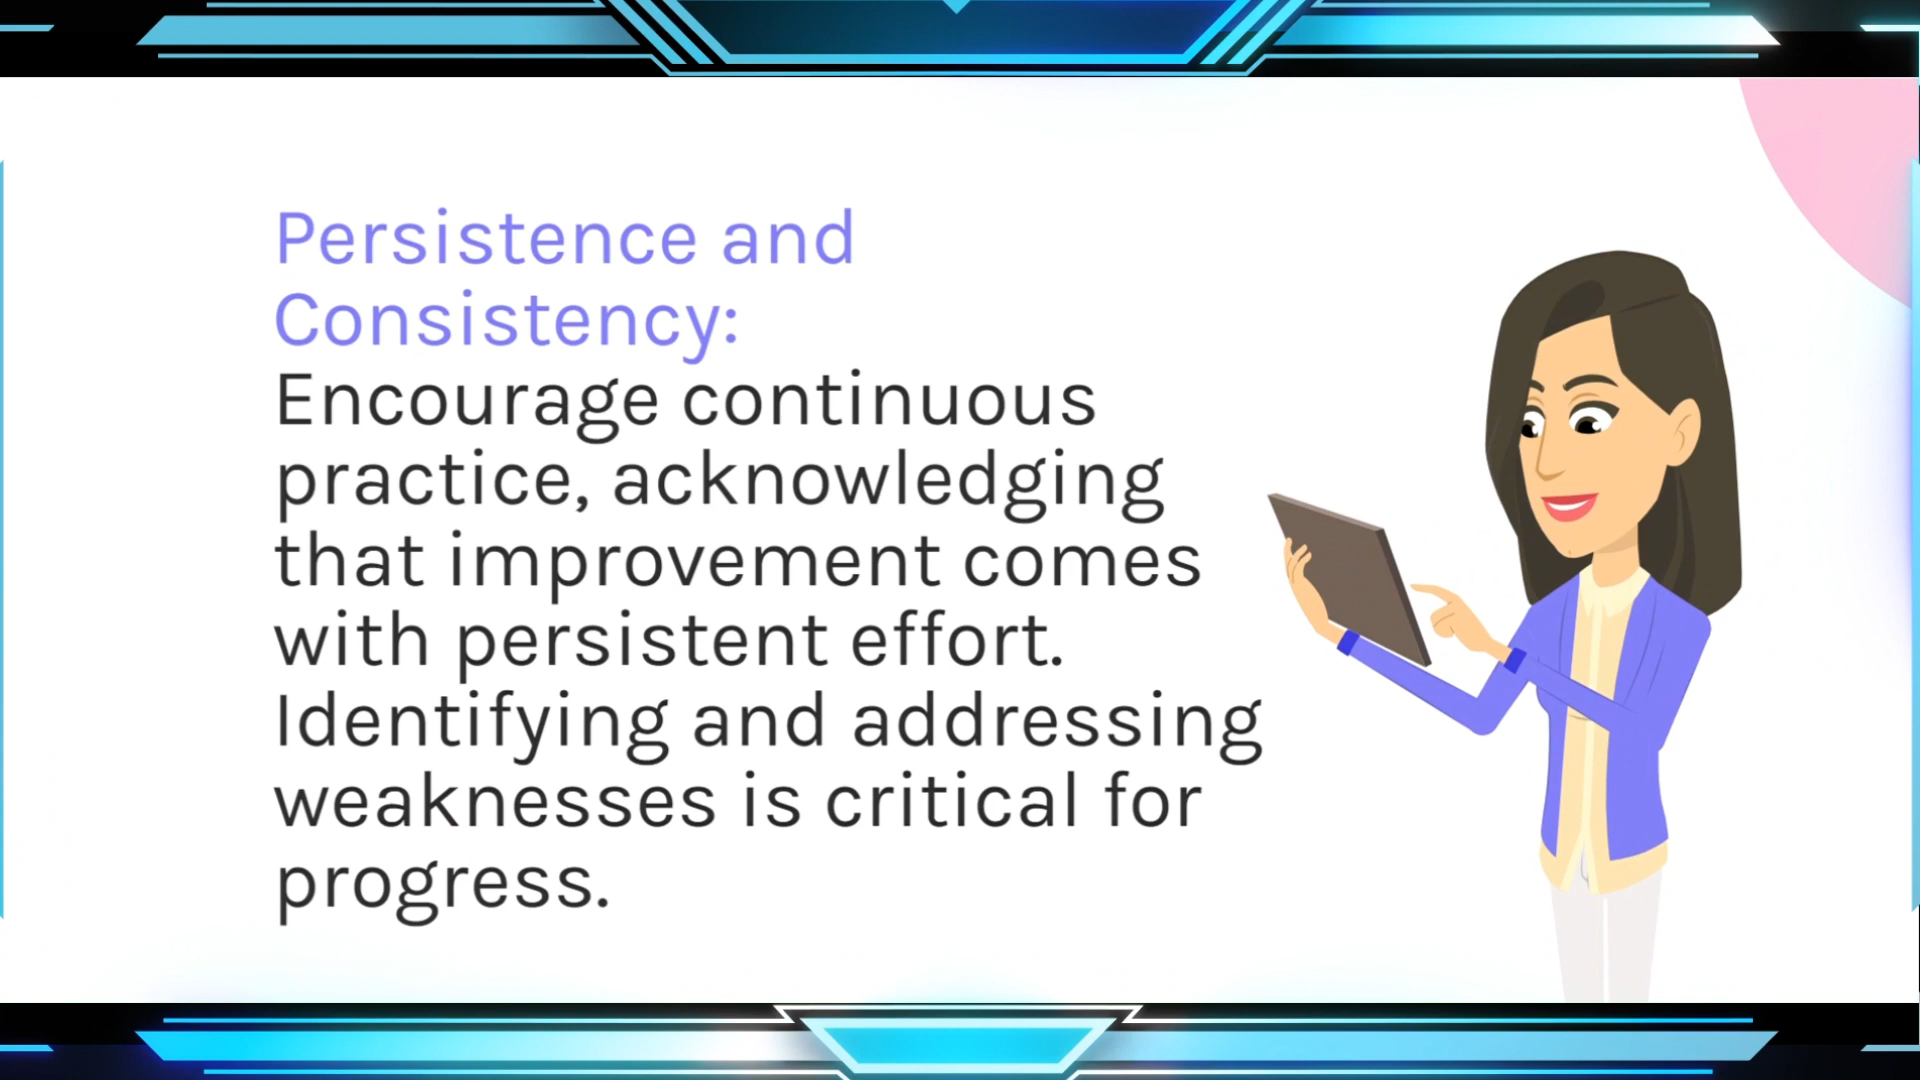 Persistence and
Consistency:
Encourage continuous
practice, acknowledging
that improvement comes
with persistent effort.
Identifying and addressing
weaknesses is critical for
progress.